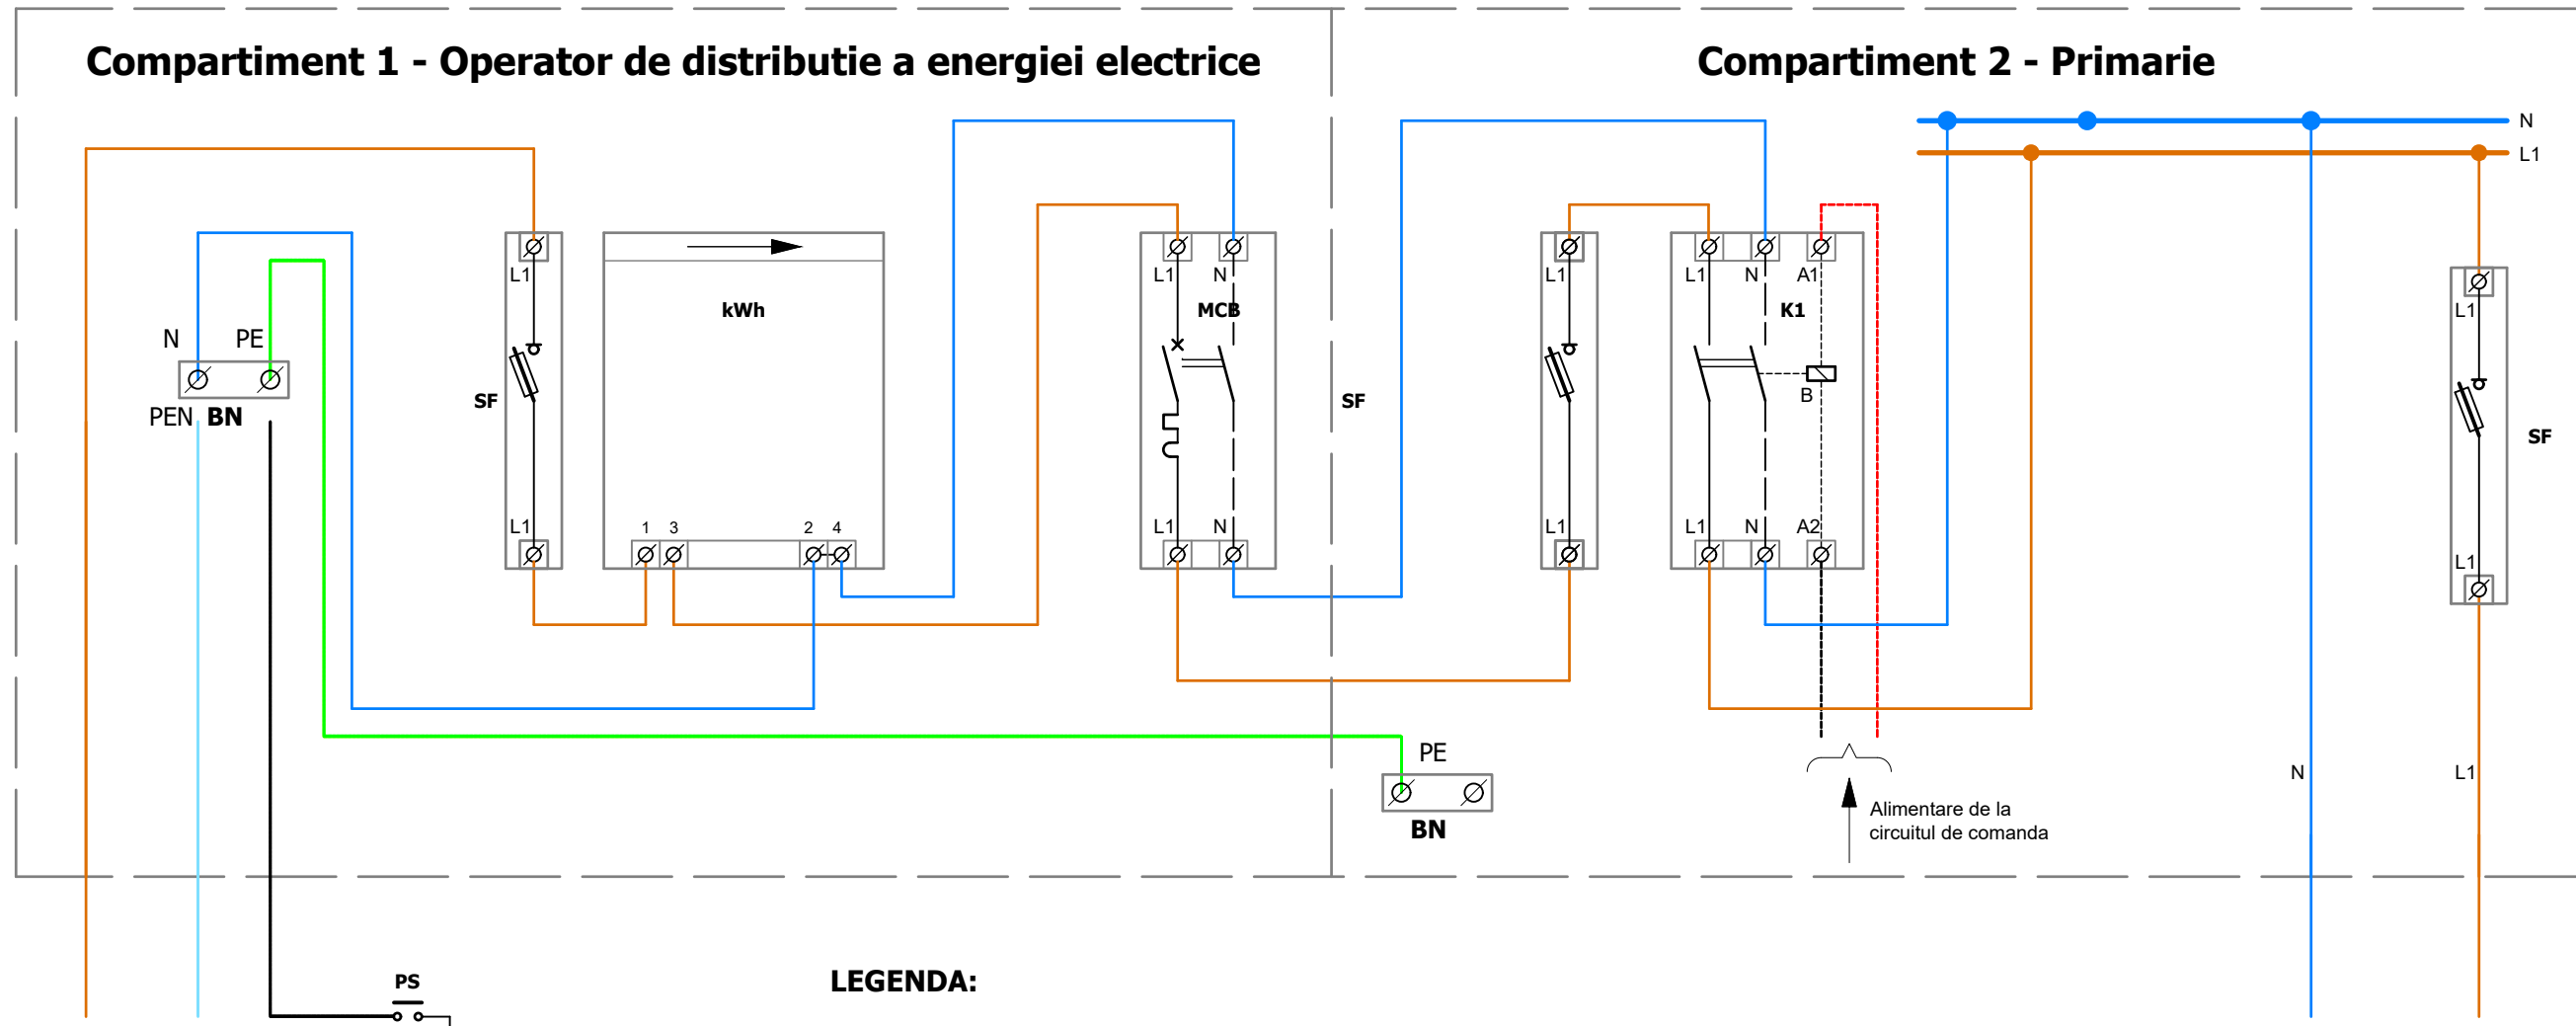 Compartiment 1 - Operator de distributie a energiei electrice
Compartiment 2 - Primarie
N
L1
L1
L1 N
L1
L1 N A1
kWh
MCB
K1
L1
N PE
B
SF
SF
SF
PEN BN
L1
1 3 2 4
L1 N
L1
L1 N A2
L1
PE
N
L1
BN
Alimentare de la
circuitul de comanda
PS
LEGENDA: